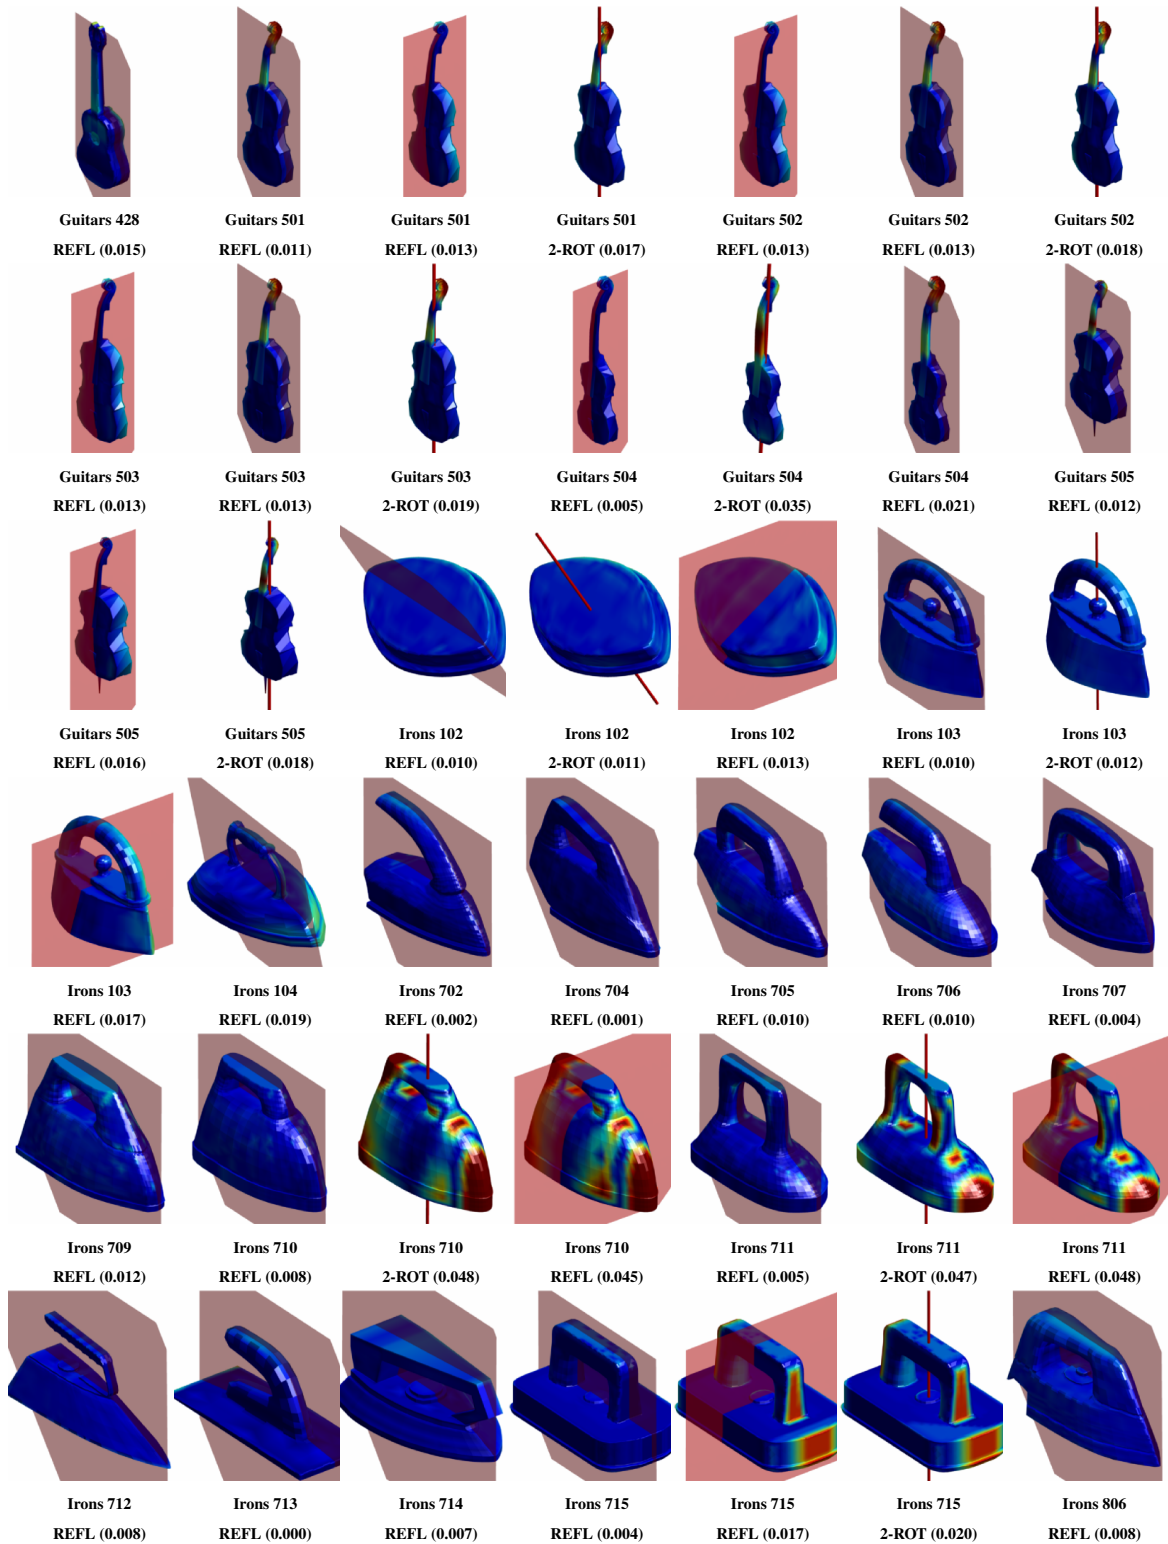 Guitars 428 Guitars 501 Guitars 501 Guitars 501 Guitars 502 Guitars 502 Guitars 502
REFL (0.015) REFL (0.011) REFL (0.013) 2-ROT (0.017) REFL (0.013) REFL (0.013) 2-ROT (0.018)
Guitars 503 Guitars 503 Guitars 503 Guitars 504 Guitars 504 Guitars 504 Guitars 505
REFL (0.013) REFL (0.013) 2-ROT (0.019) REFL (0.005) 2-ROT (0.035) REFL (0.021) REFL (0.012)
Guitars 505 Guitars 505 Irons 102 Irons 102 Irons 102 Irons 103 Irons 103
REFL (0.016) 2-ROT (0.018) REFL (0.010) 2-ROT (0.011) REFL (0.013) REFL (0.010) 2-ROT (0.012)
Irons 103 Irons 104 Irons 702 Irons 704 Irons 705 Irons 706 Irons 707
REFL (0.017) REFL (0.019) REFL (0.002) REFL (0.001) REFL (0.010) REFL (0.010) REFL (0.004)
Irons 709 Irons 710 Irons 710 Irons 710 Irons 711 Irons 711 Irons 711
REFL (0.012) REFL (0.008) 2-ROT (0.048) REFL (0.045) REFL (0.005) 2-ROT (0.047) REFL (0.048)
Irons 712 Irons 713 Irons 714 Irons 715 Irons 715 Irons 715 Irons 806
REFL (0.008) REFL (0.000) REFL (0.007) REFL (0.004) REFL (0.017) 2-ROT (0.020) REFL (0.008)